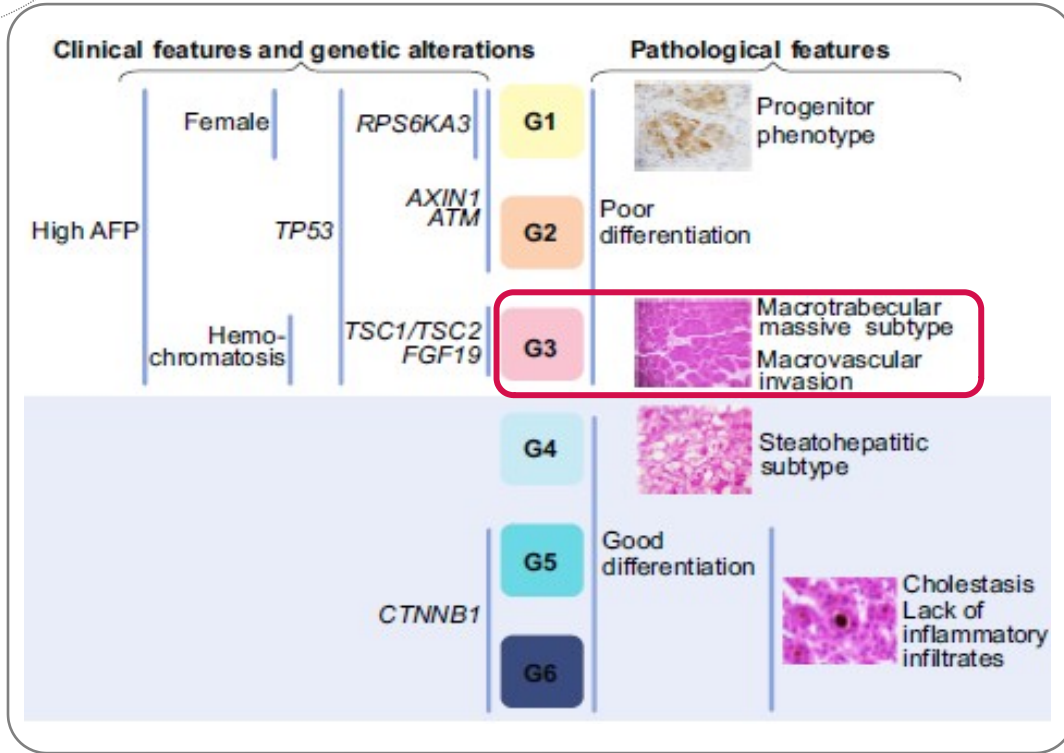 Clinical features and genetic alterations
Pathological features
Female
RPS6KA3
G1
Progenitor
phenotype
High AFP
TP53
AXIN1
ATM
G2
Poor
differentiation
Hemo-
chromatosis
TSC1/TSC2
FGF19
G3
Macrotrabecular
massive subtype
Macrovascular
invasion
G4
Steatohepatitic
subtype
CTNNB1
G5
Good
differentiation
G6
Cholestasis
Lack of
inflammatory
infiltrates